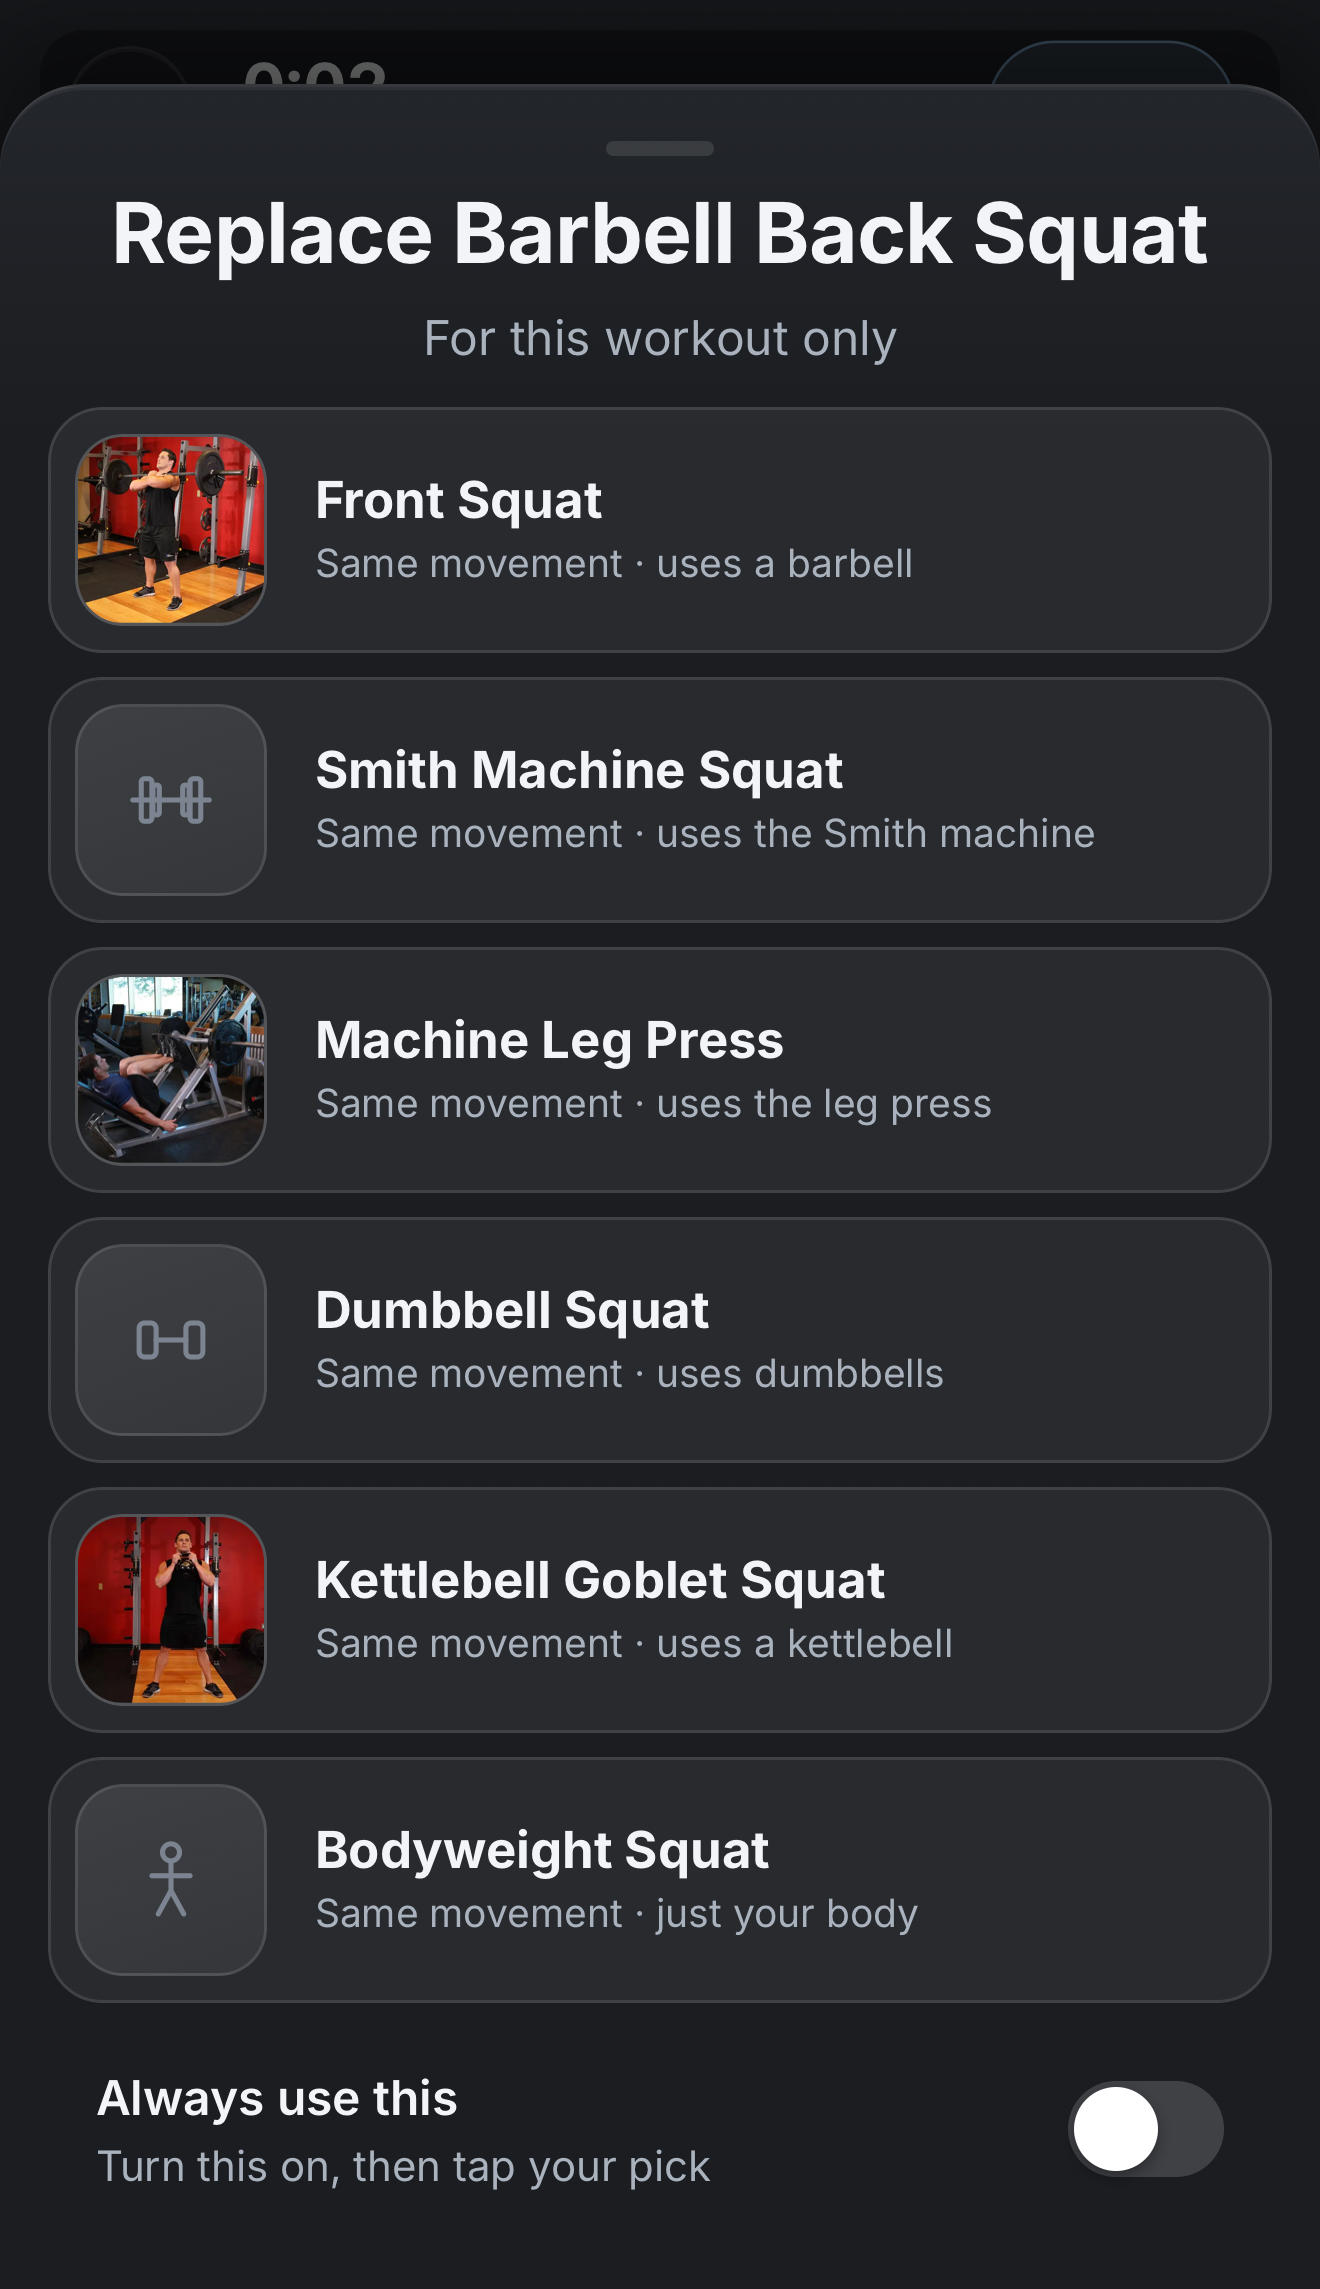 Replace Barbell Back Squat
For this workout only
Front Squat
Same movement · uses a barbell
Smith Machine Squat
Same movement · uses the Smith machine
Machine Leg Press
Same movement · uses the leg press
Dumbbell Squat
Same movement · uses dumbbells
Kettlebell Goblet Squat
Same movement · uses a kettlebell
Bodyweight Squat
Same movement · just your body
Always use this
Turn this on, then tap your pick